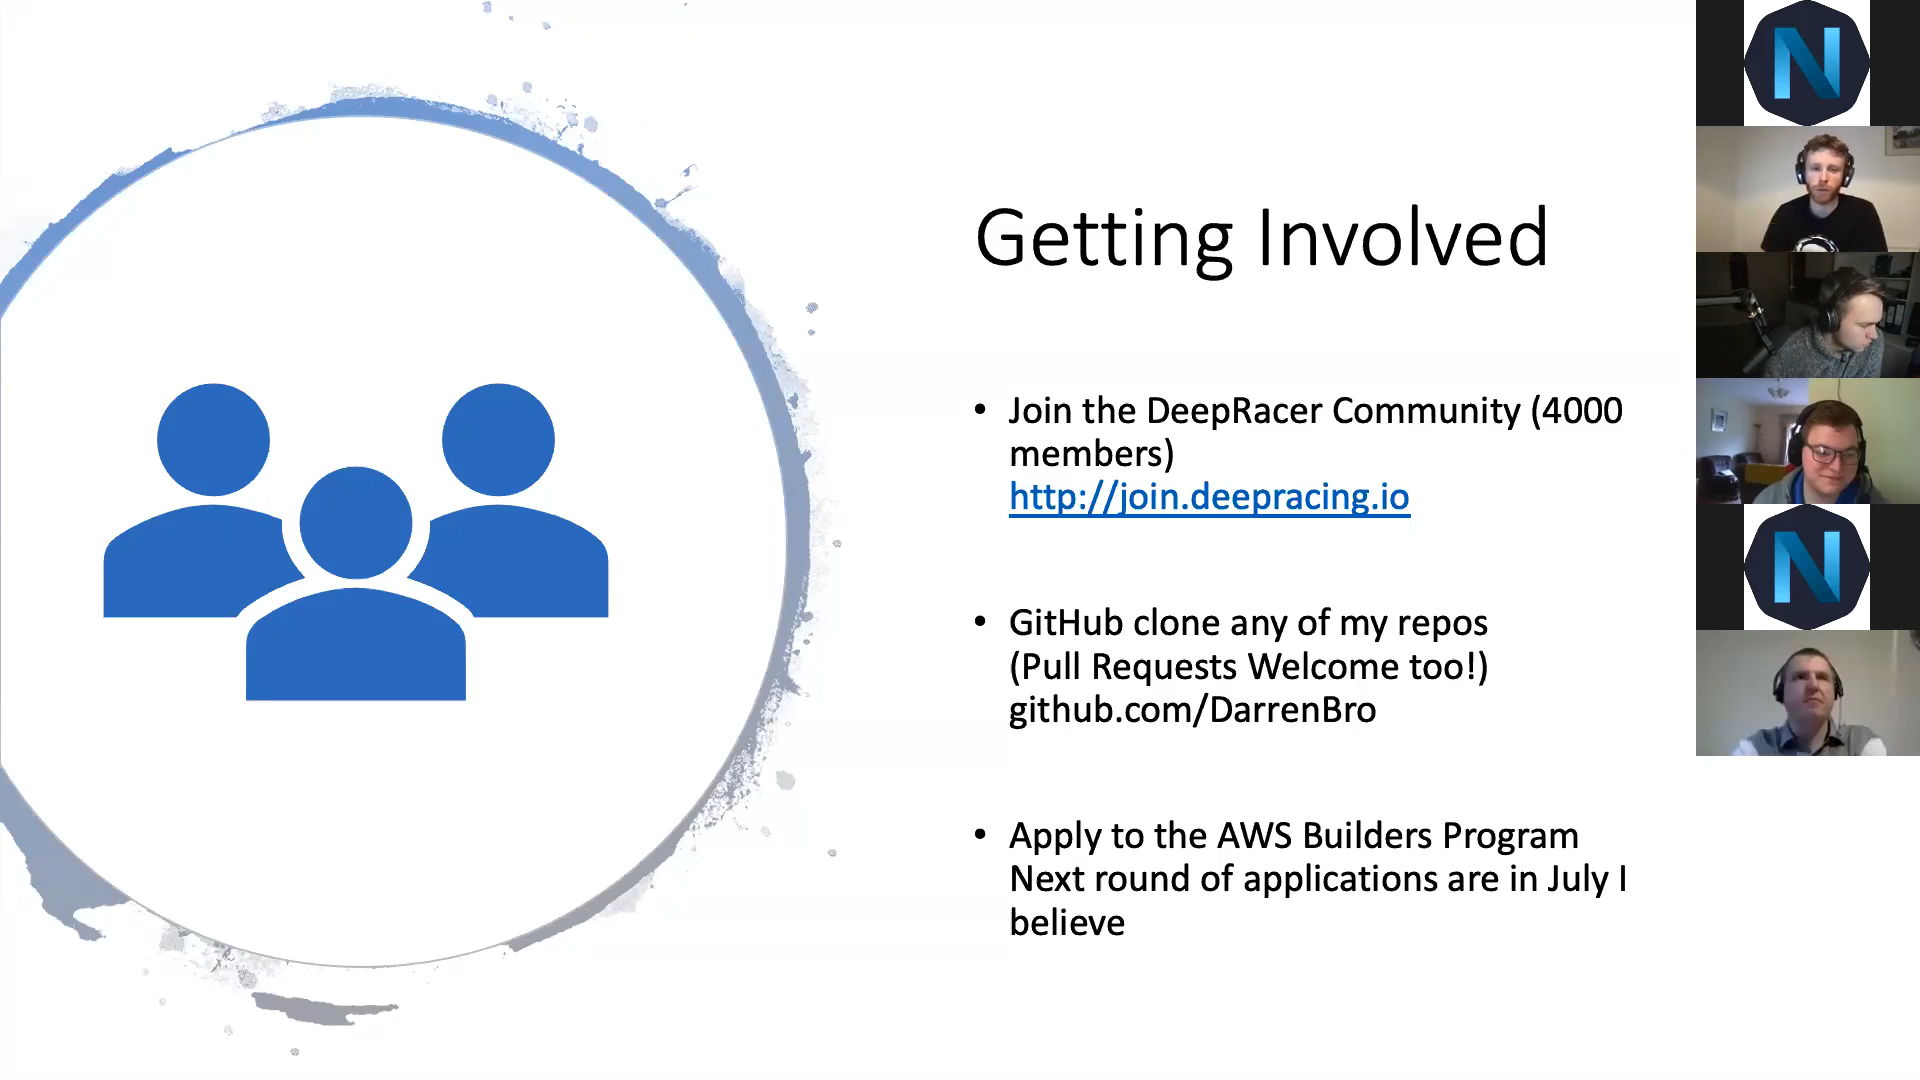 Getting Involved
• Join the DeepRacer Community (4000
members)
http://join.deepracing.io
• GitHub clone any of my repos
(Pull Requests Welcome too!)
github.com/DarrenBro
• Apply to the AWS Builders Program
Next round of applications are in July I
believe
N
N